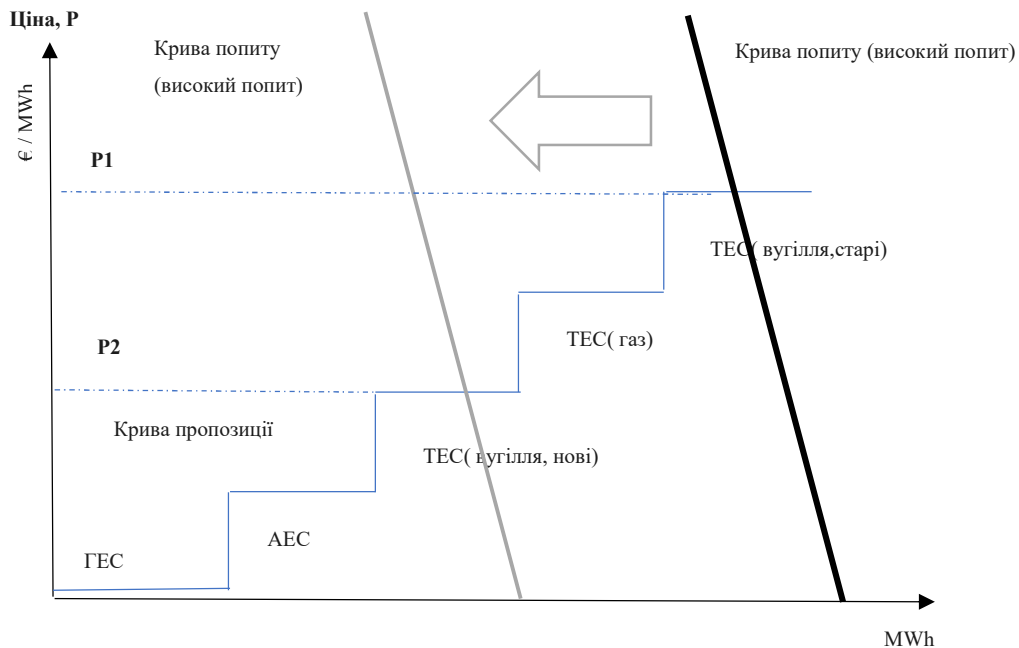 Ціна, P
€ / MWh
Крива попиту
(високий попит)
Крива попиту (високий попит)
P1
ТЕС( вугілля,старі)
ТЕС( газ)
P2
Крива пропозиції
ТЕС( вугілля, нові)
АЕС
ГЕС
MWh